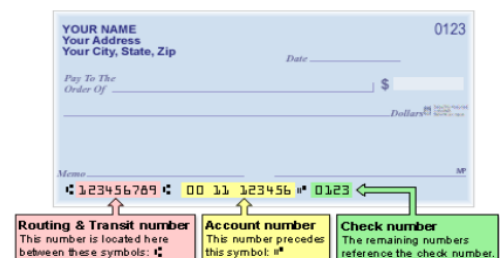 YOUR NAME 0123
Your Address
Your City, State, Zip
Date
Pay To The
Order Of $
Dollars
Memo MP
⑆123456789⑆ 00 11 123456⑈ 0123
Routing & Transit number
This number is located here
between these symbols: ⑆
Account number
This number precedes
this symbol: ⑈
Check number
The remaining numbers
reference the check number.